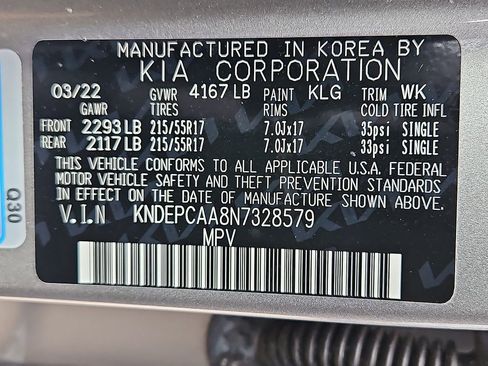 MANUFACTURED IN KOREA BY
KIA CORPORATION
03/22 GVWR 4167 LB PAINT KLG TRIM WK
GAWR TIRES RIMS COLD TIRE INFL
FRONT 2293 LB 215/55R17 7.0Jx17 35psi SINGLE
REAR 2117 LB 215/55R17 7.0Jx17 33psi SINGLE
THIS VEHICLE CONFORMS TO ALL APPLICABLE U.S.A. FEDERAL
MOTOR VEHICLE SAFETY AND THEFT PREVENTION STANDARDS
IN EFFECT ON THE DATE OF MANUFACTURE SHOWN ABOVE.
V.I.N KNDEPCAA8N7328579
MPV
Q30